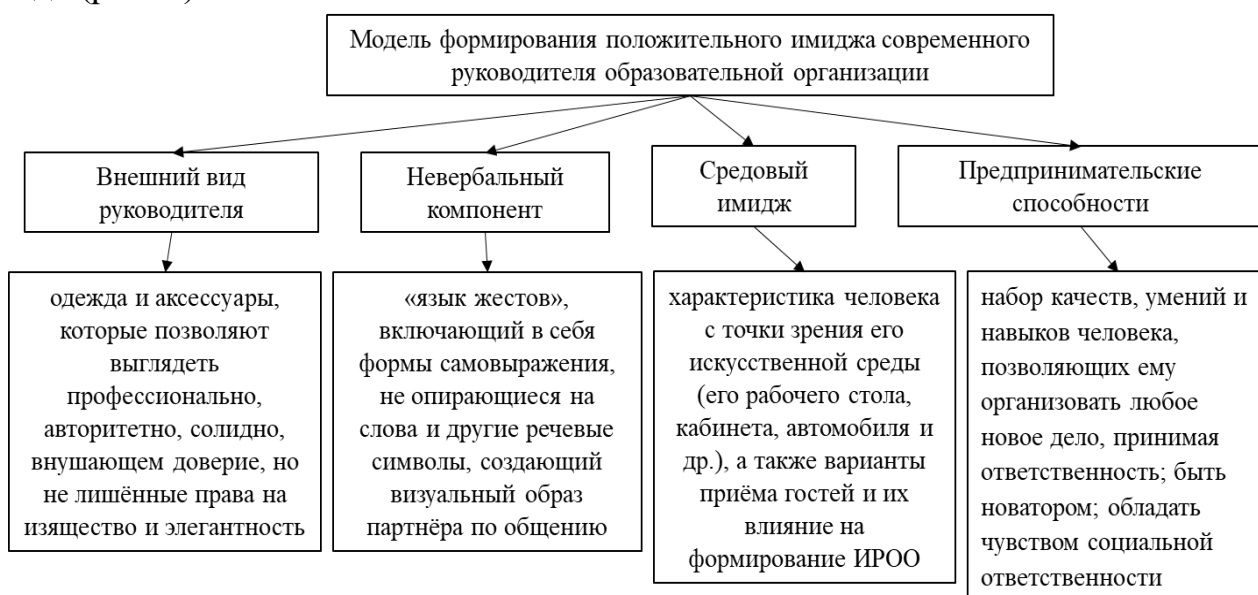 Модель формирования положительного имиджа современного
руководителя образовательной организации
Внешний вид
руководителя
Невербальный
компонент
Средовый
имидж
Предпринимательские
способности
одежда и аксессуары,
которые позволяют
выглядеть
профессионально,
авторитетно, солидно,
внушающем доверие, но
не лишённые права на
изящество и элегантность
«язык жестов»,
включающий в себя
формы самовыражения,
не опирающиеся на
слова и другие речевые
символы, создающий
визуальный образ
партнёра по общению
характеристика человека
с точки зрения его
искусственной среды
(его рабочего стола,
кабинета, автомобиля и
др.), а также варианты
приёма гостей и их
влияние на
формирование ИРОО
набор качеств, умений и
навыков человека,
позволяющих ему
организовать любое
новое дело, принимая
ответственность; быть
новатором; обладать
чувством социальной
ответственности